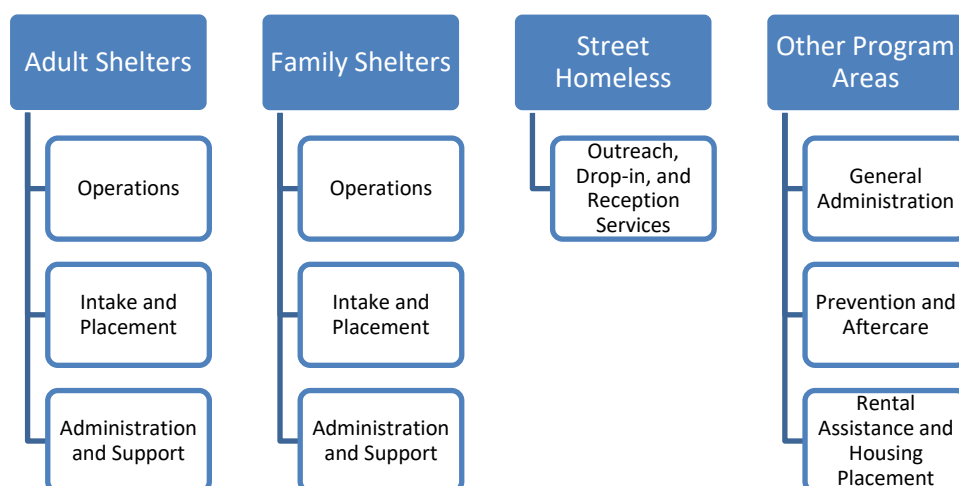 Adult Shelters
Operations
Intake and
Placement
Administration
and Support
Family Shelters
Operations
Intake and
Placement
Administration
and Support
Street
Homeless
Outreach,
Drop-in, and
Reception
Services
Other Program
Areas
General
Administration
Prevention and
Aftercare
Rental
Assistance and
Housing
Placement